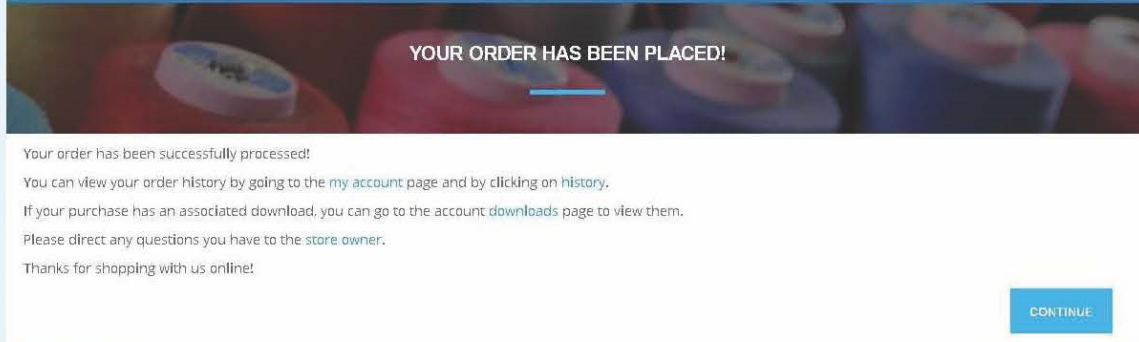 YOUR ORDER HAS BEEN PLACED!
Your order has been successfully processed!
You can view your order history by going to the my account page and by clicking on history.
If your purchase has an associated download, you can go to the account downloads page to view them.
Please direct any questions you have to the store owner.
Thanks for shopping with us online!
CONTINUE